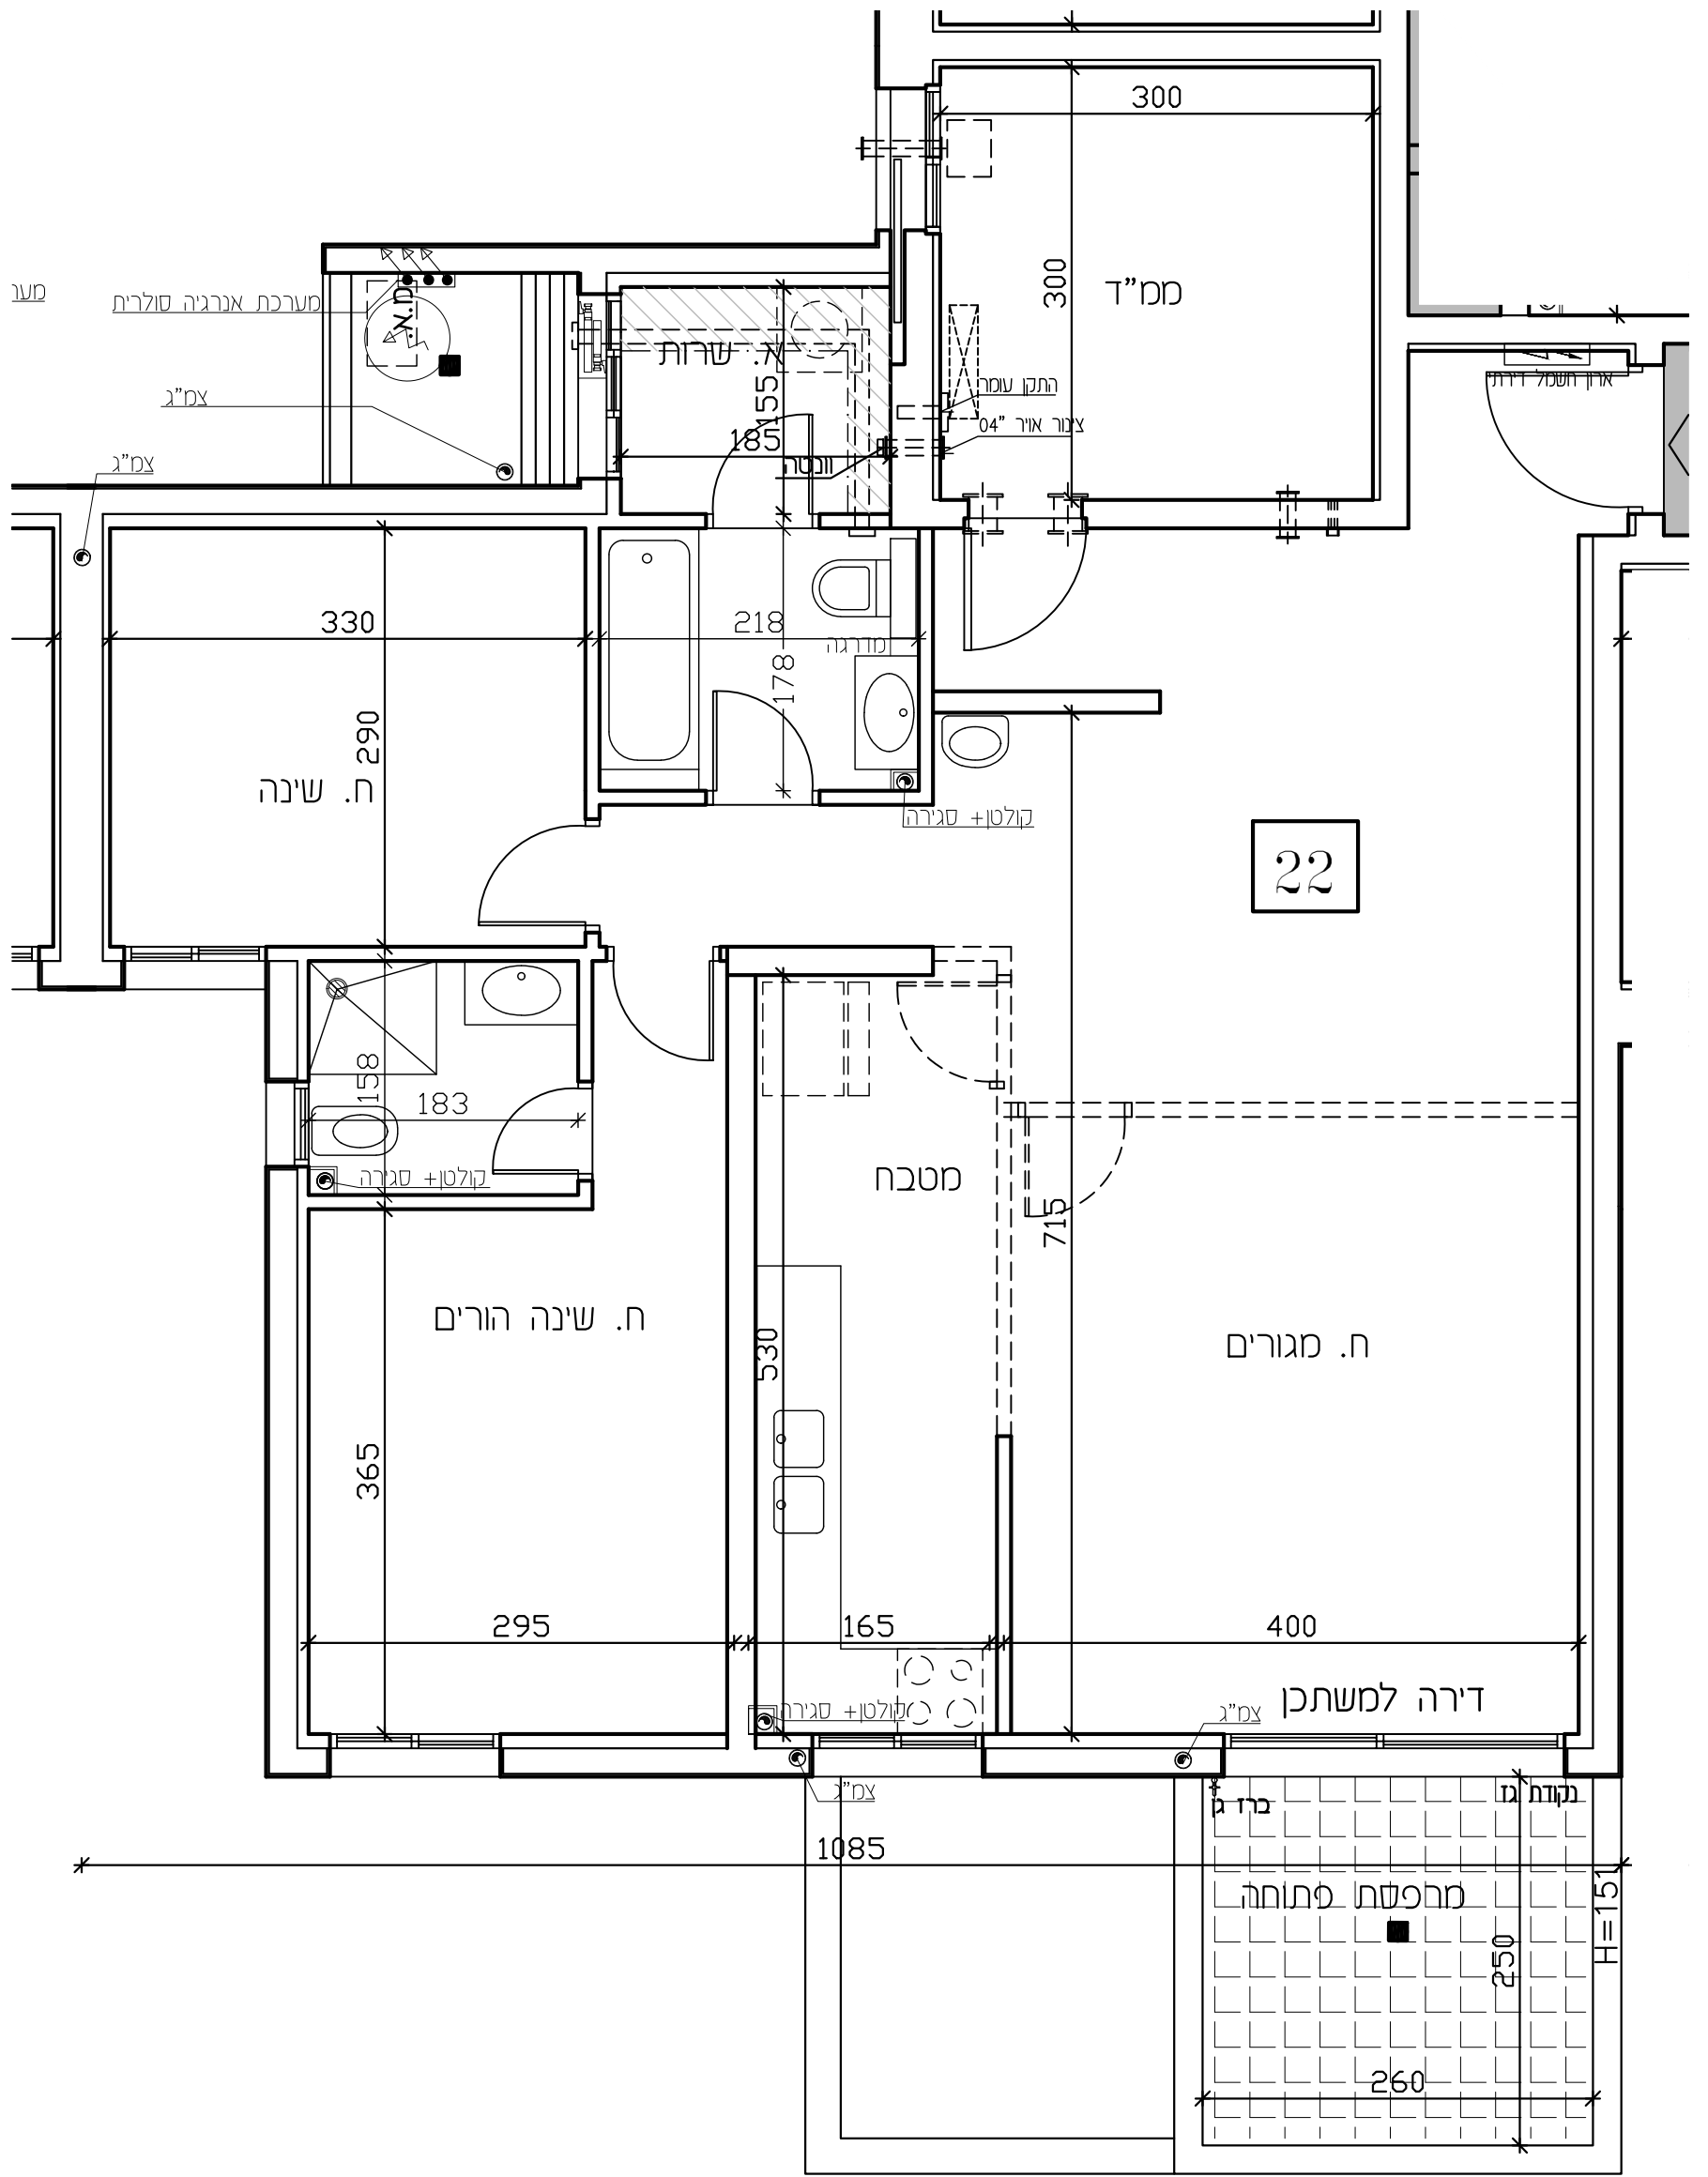 300
300
ממ"ד
מער
מערכת אנרגיה סולרית
מ.א.
א. שרות
155
185
התקן עומר
צינור אויר "04
וונטה
ארון חשמל דירתי
צמ"ג
צמ"ג
330
218
מדרגה
178
290
ח. שינה
קולטן+ סגירה
22
158
183
קולטן+ סגירה
מטבח
715
ח. שינה הורים
530
ח. מגורים
365
295
165
400
דירה למשתכן
קולטן+ סגירה
צמ"ג
צמ"ג
נקודת גז
ברז גן
1085
H=151
מרפסת פתוחה
250
260